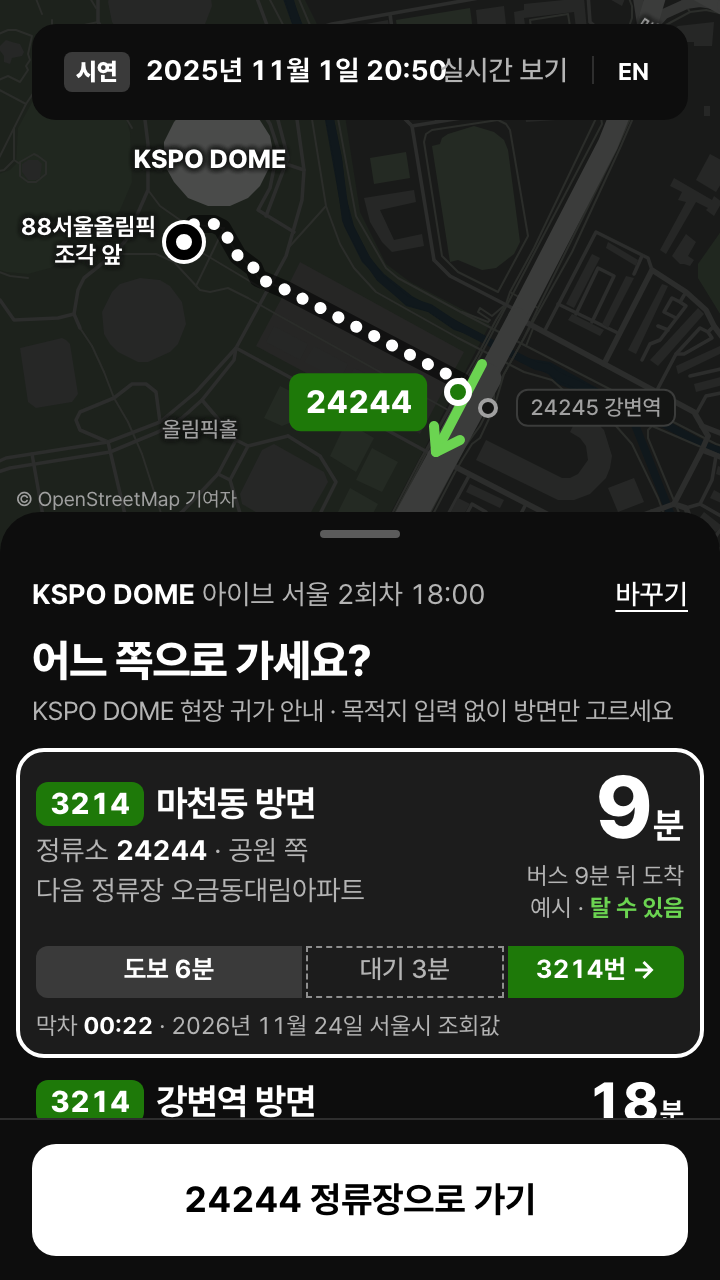 시연 2025년 11월 1일 20:50 실시간 보기 EN
KSPO DOME
88서울올림픽
조각 앞
24244
24245 강변역
올림픽홀
© OpenStreetMap 기여자
KSPO DOME 아이브 서울 2회차 18:00 바꾸기
어느 쪽으로 가세요?
KSPO DOME 현장 귀가 안내 · 목적지 입력 없이 방면만 고르세요
3214 마천동 방면 9분
정류소 24244 · 공원 쪽
다음 정류장 오금동대림아파트
버스 9분 뒤 도착
예시 · 탈 수 있음
도보 6분 대기 3분 3214번 →
막차 00:22 · 2026년 11월 24일 서울시 조회값
3214 강변역 방면 18분
24244 정류장으로 가기